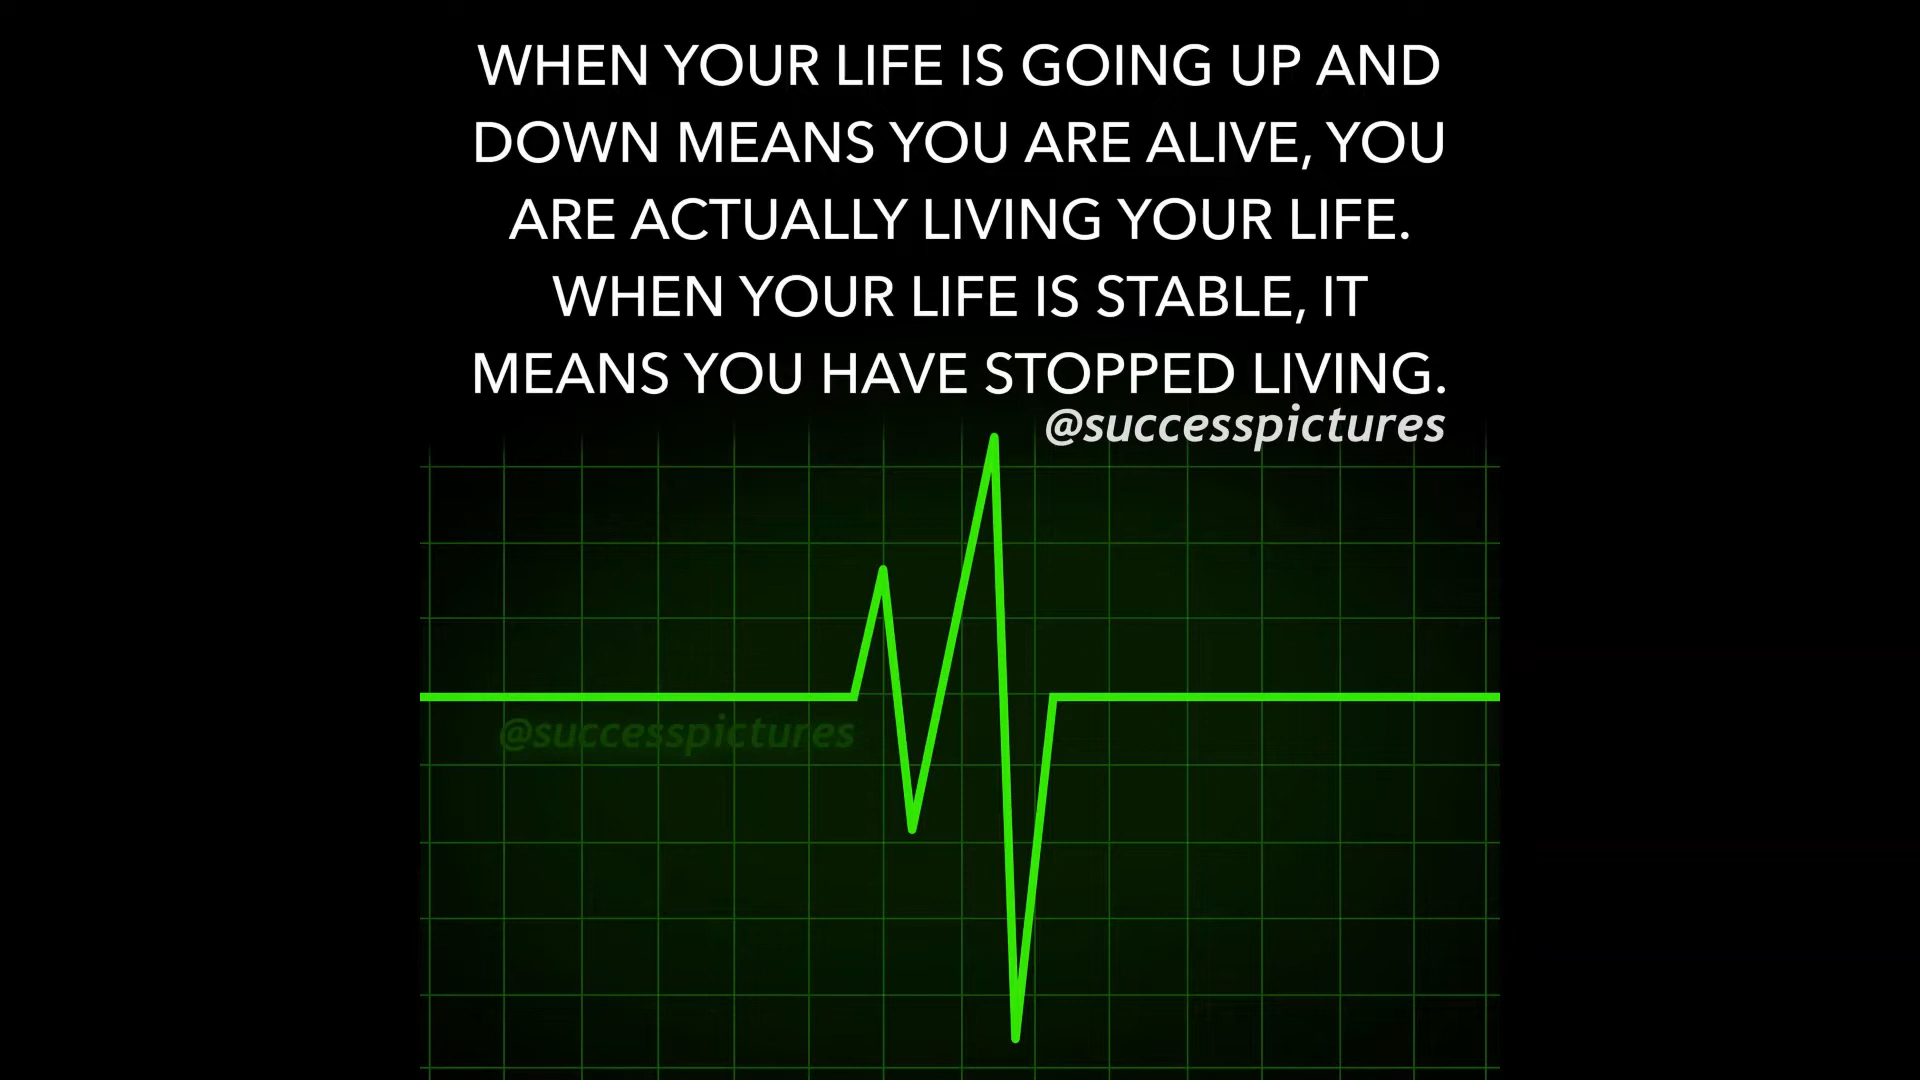 WHEN YOUR LIFE IS GOING UP AND
DOWN MEANS YOU ARE ALIVE, YOU
ARE ACTUALLY LIVING YOUR LIFE.
WHEN YOUR LIFE IS STABLE, IT
MEANS YOU HAVE STOPPED LIVING.
@successpictures
@successpictures